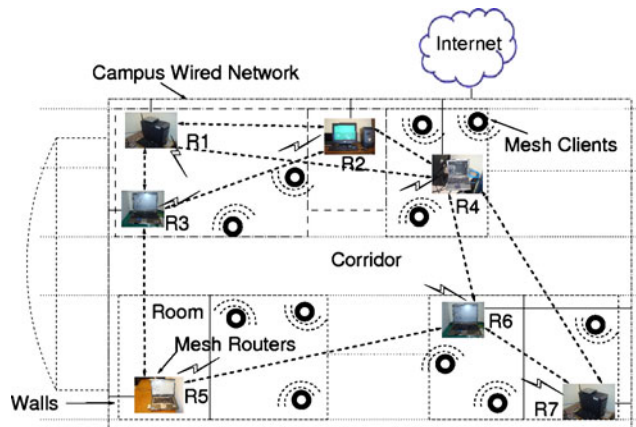 Internet
Campus Wired Network
Mesh Clients
R1
R2
R3
R4
Corridor
Room
R6
Mesh Routers
R5
Walls
R7